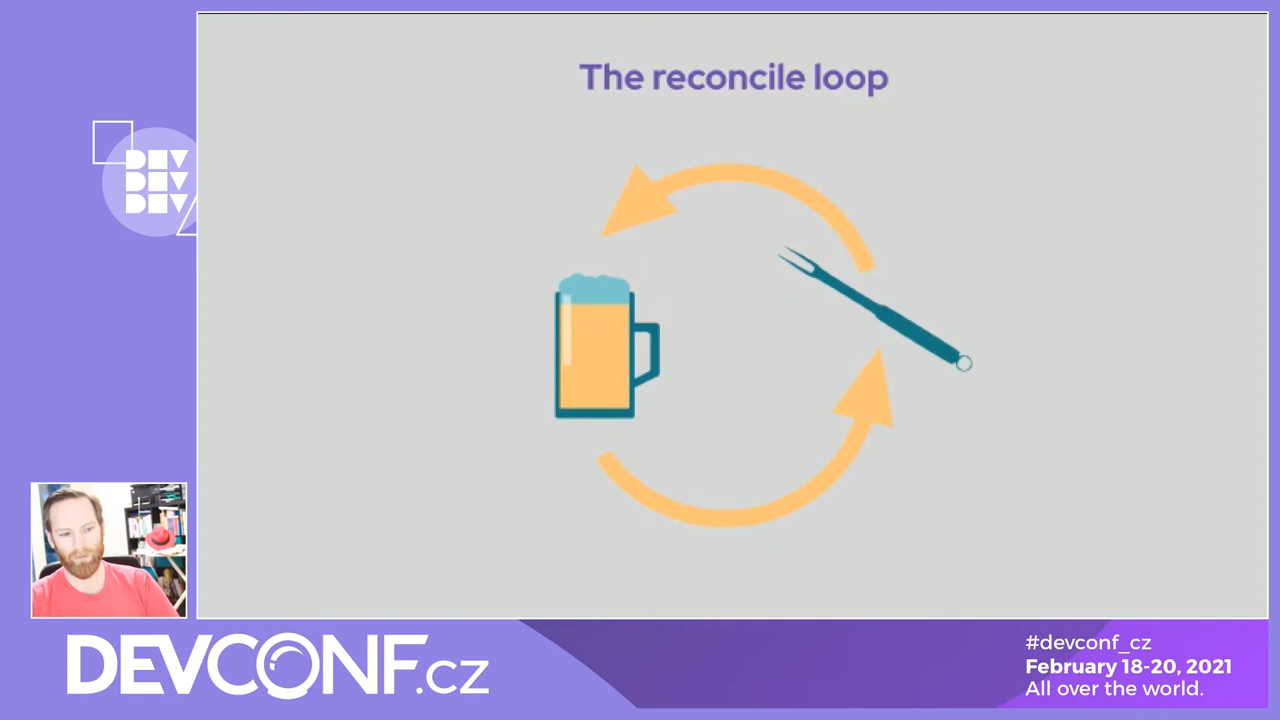 The reconcile loop
DEV
DEV
DEV
DEVCONF.cz
#devconf_cz
February 18-20, 2021
All over the world.